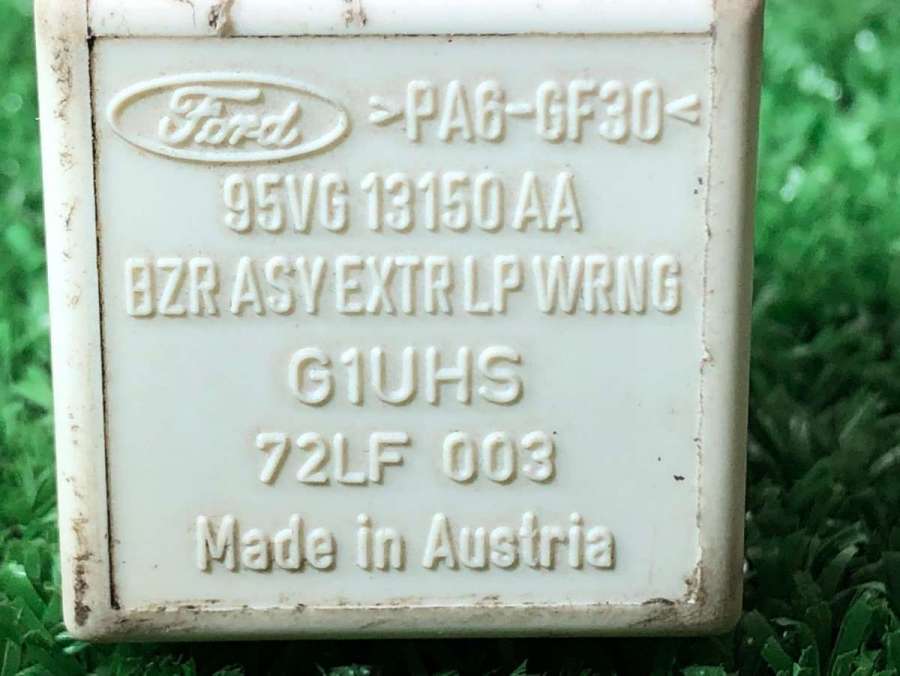 Ford >PA6-GF30<
95VG 13150 AA
BZR ASY EXTR LP WRNG
G1UHS
72LF 003
Made in Austria